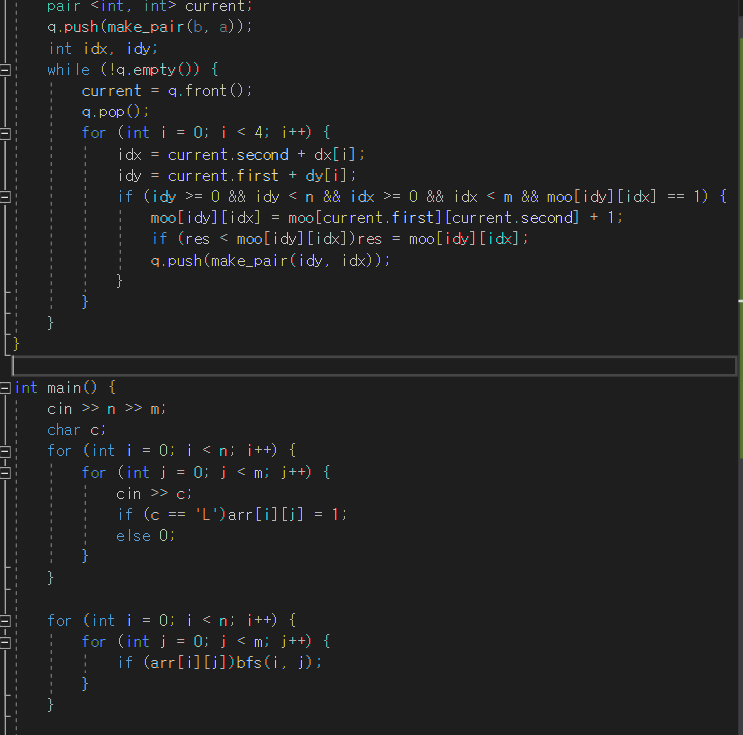 pair <int, int> current;
q.push(make_pair(b, a));
int idx, idy;
while (!q.empty()) {
current = q.front();
q.pop();
for (int i = 0; i < 4; i++) {
idx = current.second + dx[i];
idy = current.first + dy[i];
if (idy >= 0 && idy < n && idx >= 0 && idx < m && moo[idy][idx] == 1) {
moo[idy][idx] = moo[current.first][current.second] + 1;
if (res < moo[idy][idx])res = moo[idy][idx];
q.push(make_pair(idy, idx));
}
}
}
}
int main() {
cin >> n >> m;
char c;
for (int i = 0; i < n; i++) {
for (int j = 0; j < m; j++) {
cin >> c;
if (c == 'L')arr[i][j] = 1;
else 0;
}
}
for (int i = 0; i < n; i++) {
for (int j = 0; j < m; j++) {
if (arr[i][j])bfs(i, j);
}
}